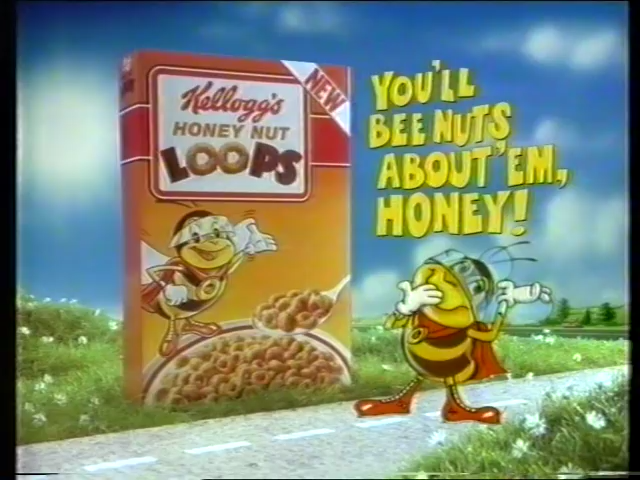 Kellogg's
HONEY NUT
LOOPS
NEW
YOU'LL
BEE NUTS
ABOUT 'EM,
HONEY!